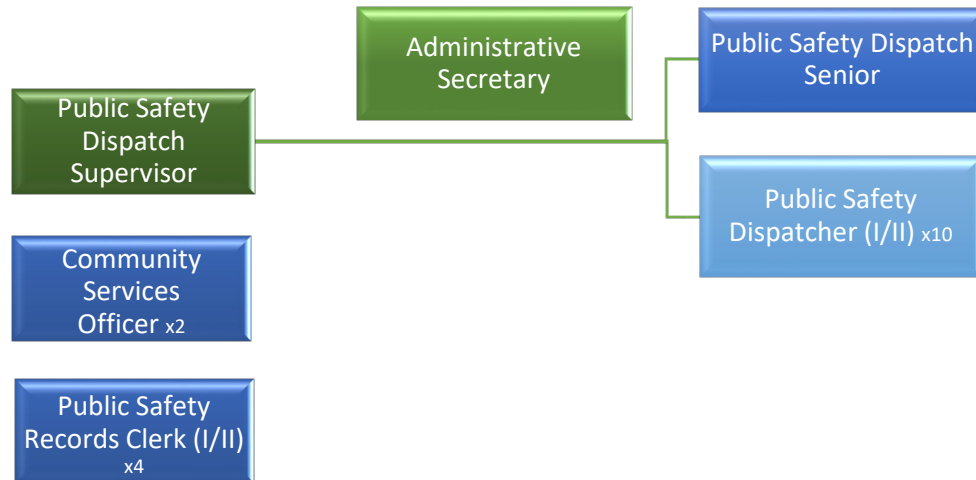 Administrative
Secretary
Public Safety Dispatch
Senior
Public Safety
Dispatch
Supervisor
Public Safety
Dispatcher (I/II) x10
Community
Services
Officer x2
Public Safety
Records Clerk (I/II)
x4